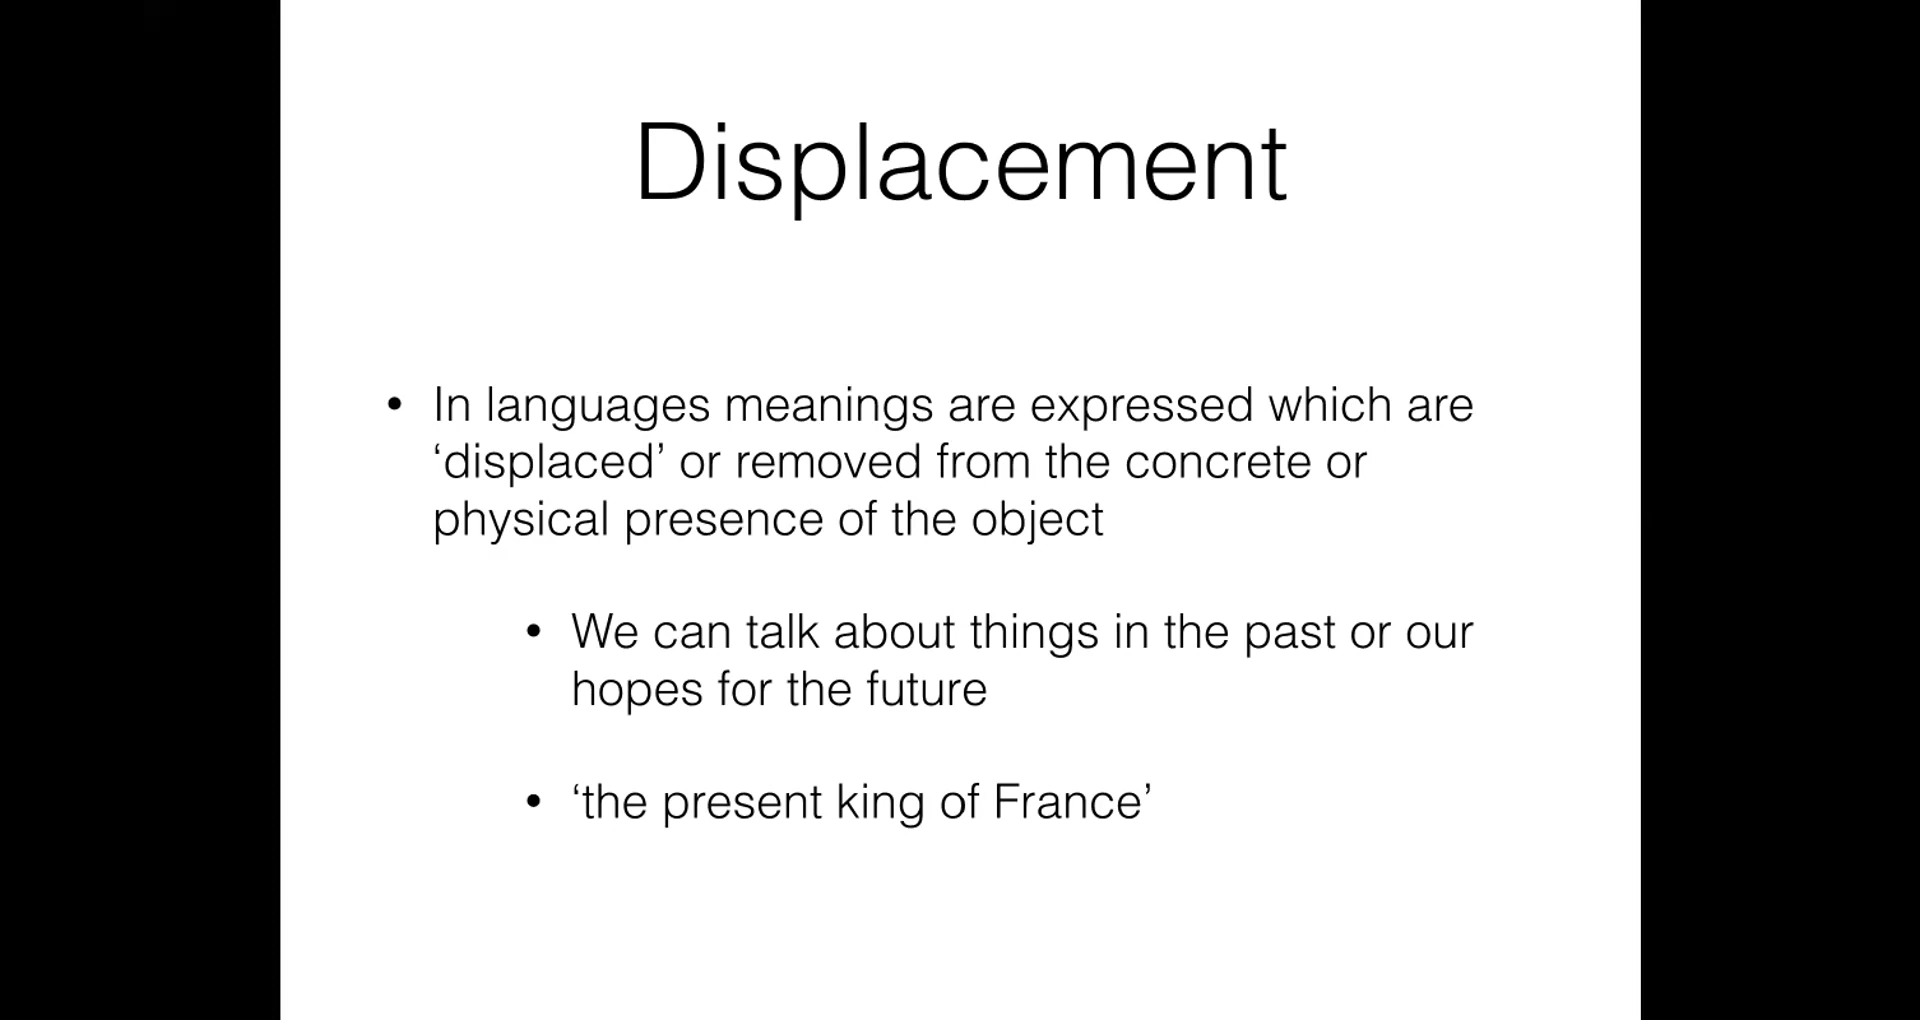 Displacement
• In languages meanings are expressed which are
‘displaced’ or removed from the concrete or
physical presence of the object
• We can talk about things in the past or our
hopes for the future
• ‘the present king of France’